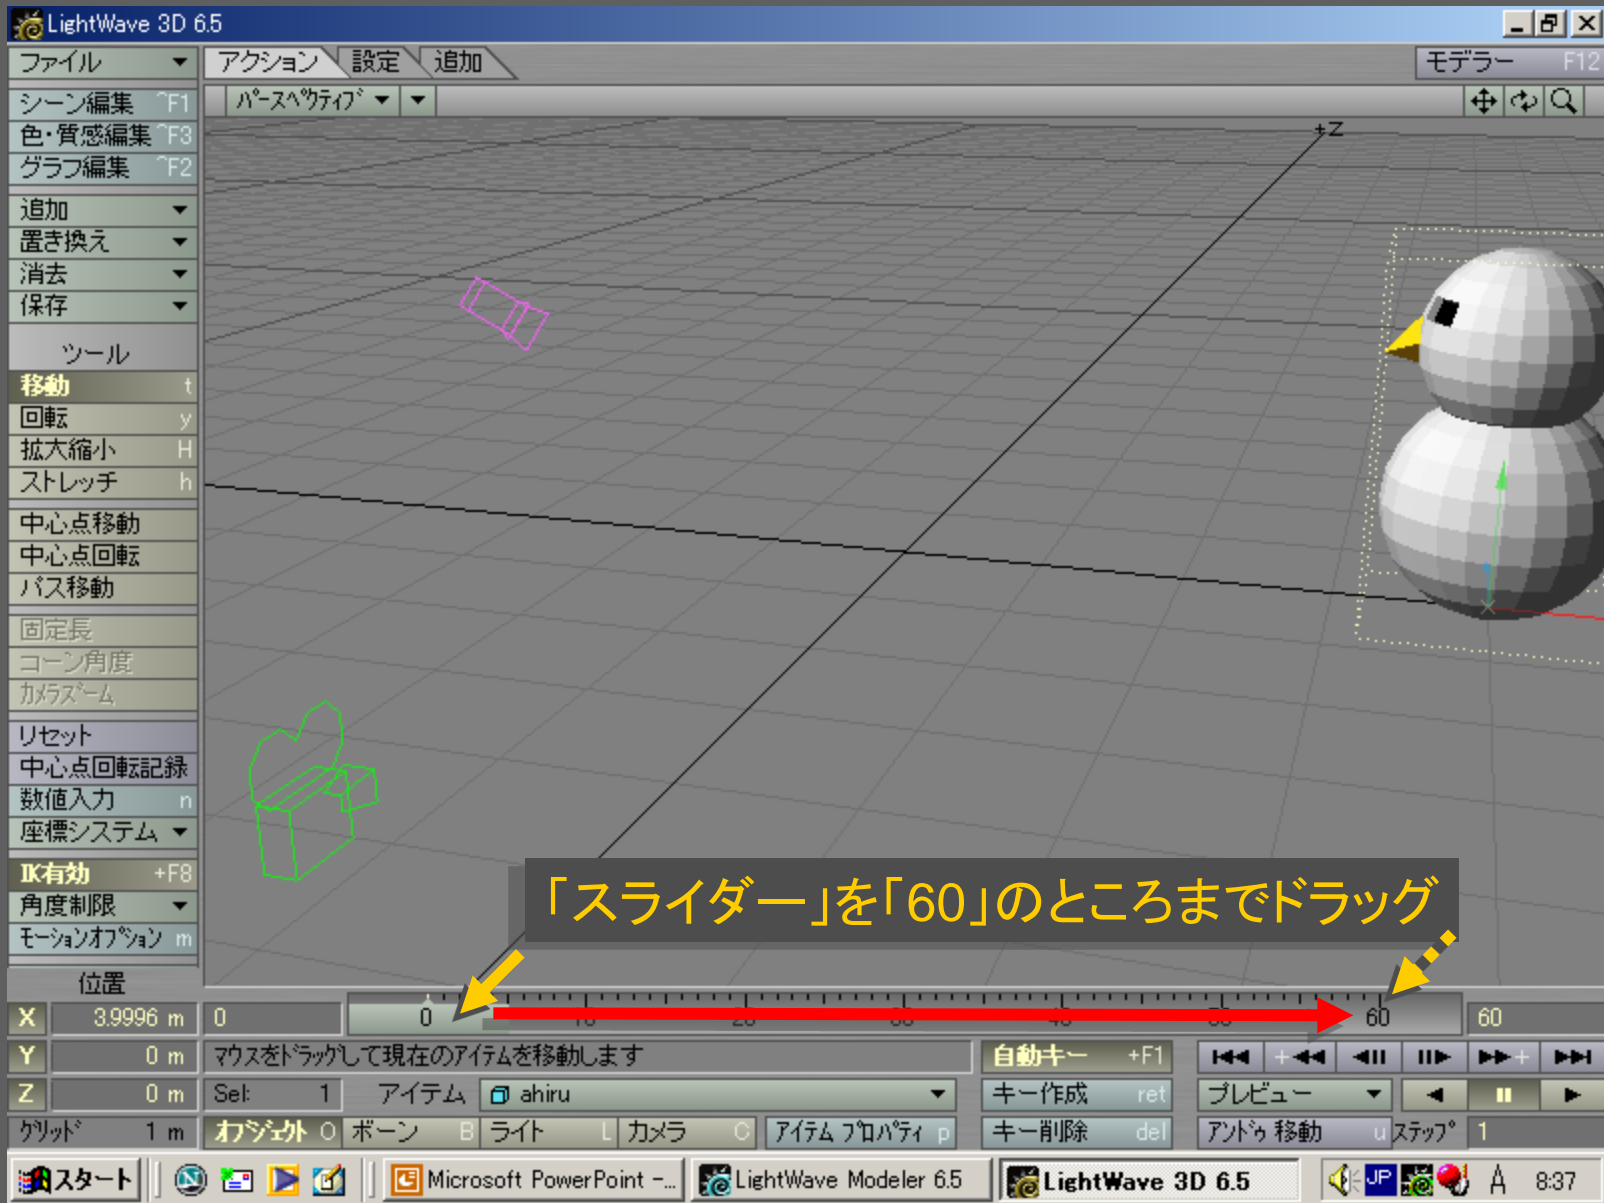 LightWave 3D 6.5
ファイル
アクション 設定 追加
モデラー F12
シーン編集 ^F1
パースペクティブ
色・質感編集 ^F3
グラフ編集 ^F2
+Z
追加
置き換え
消去
保存
ツール
移動 t
回転 y
拡大縮小 H
ストレッチ h
中心点移動
中心点回転
パス移動
固定長
コーン角度
カメラズーム
リセット
中心点回転記録
数値入力 n
座標システム
IK有効 +F8
角度制限
モーションオプション m
「スライダー」を「60」のところまでドラッグ
位置
X 3.9996 m 0 0 10 20 30 40 50 60 60
Y 0 m マウスをドラッグして現在のアイテムを移動します 自動キー +F1
Z 0 m Sel: 1 アイテム ahiru キー作成 ret プレビュー
グリッド 1 m オブジェクト O ボーン B ライト L カメラ C アイテム プロパティ p キー削除 del アンドゥ 移動 u ステップ 1
スタート Microsoft PowerPoint -... LightWave Modeler 6.5 LightWave 3D 6.5 JP A 8:37